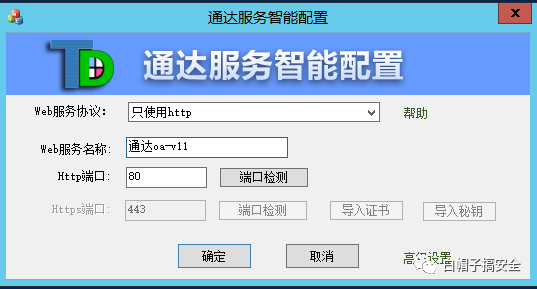 通达服务智能配置
x
TD 通达服务智能配置
Web服务协议: 只使用http 帮助
Web服务名称: 通达oa-v11
Http端口: 80 端口检测
Https端口: 443 端口检测 导入证书 导入秘钥
确定 取消 高级设置
白帽子搞安全